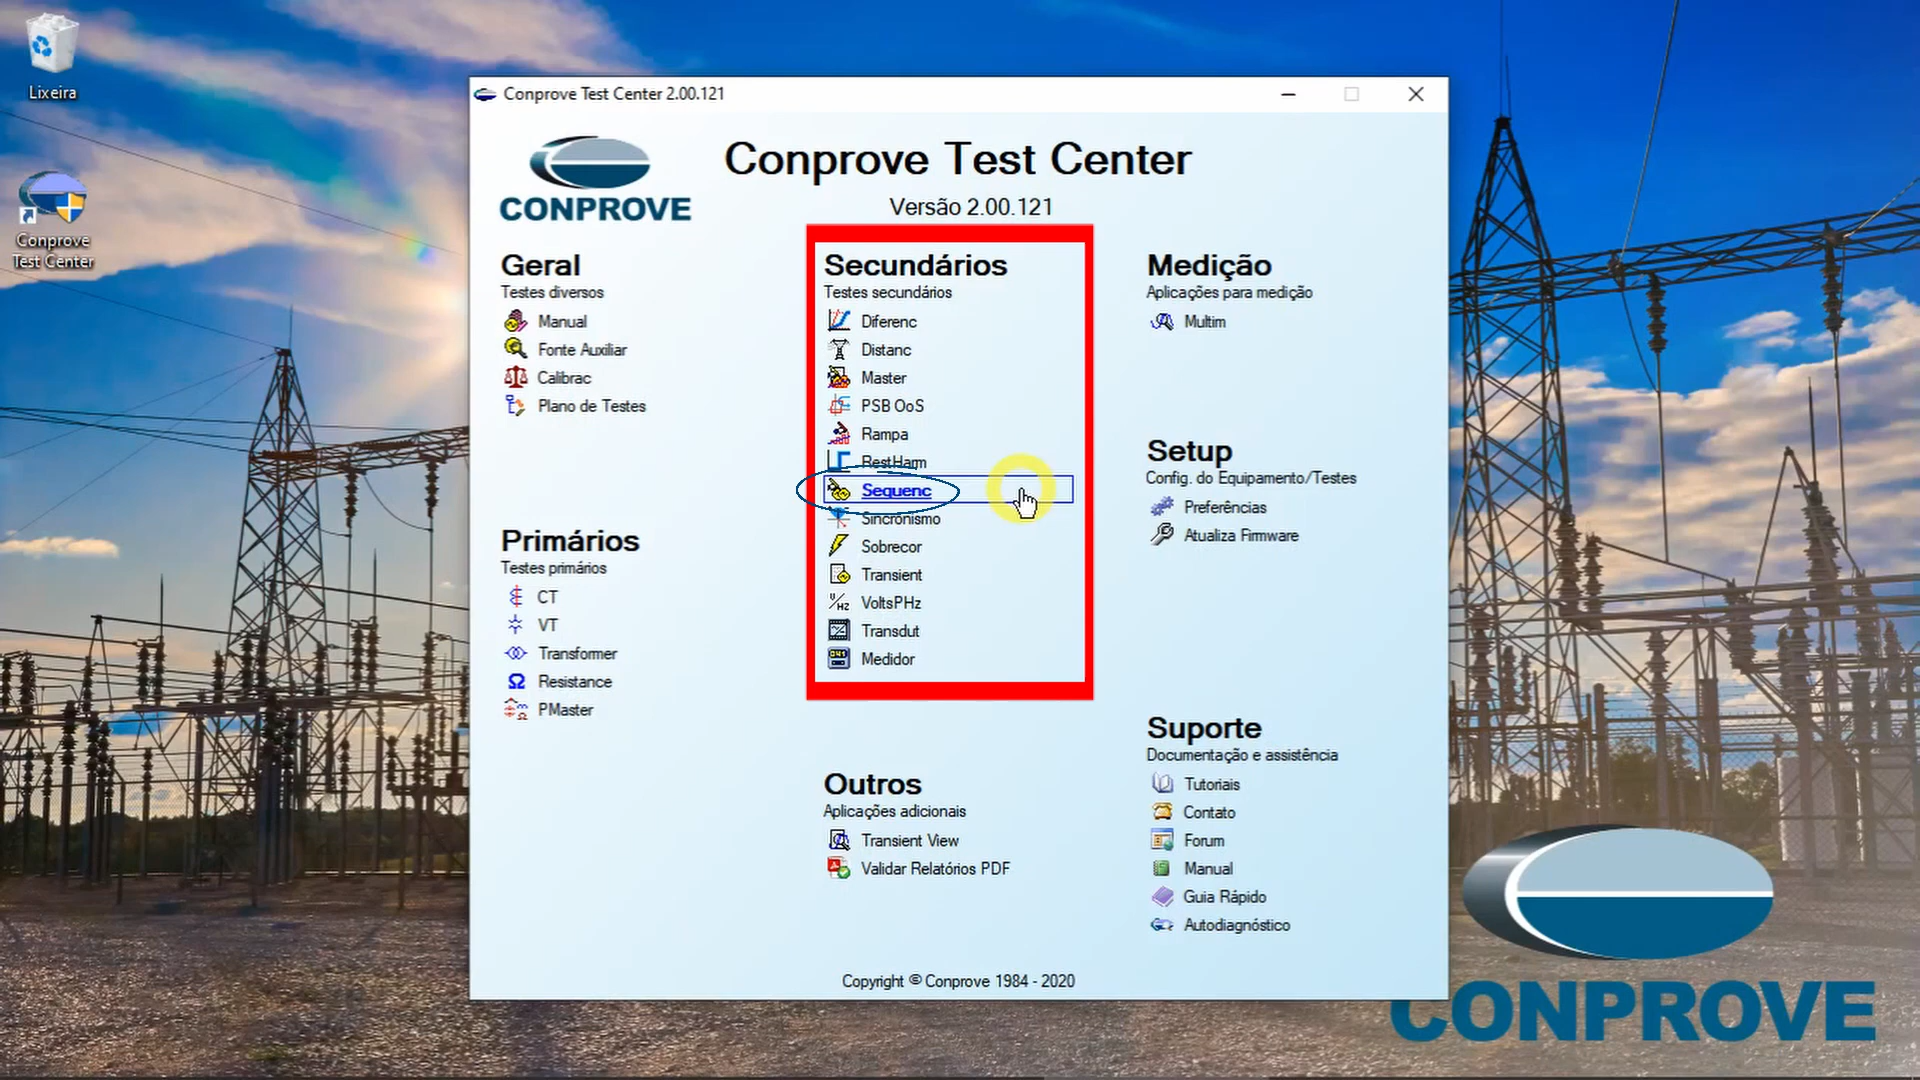 Lixeira
Conprove
Test Center
Conprove Test Center 2.00.121
CONPROVE
Conprove Test Center
Versão 2.00.121
Geral
Testes diversos
Manual
Fonte Auxiliar
Calibrac
Plano de Testes
Primários
Testes primários
CT
VT
Transformer
Resistance
PMaster
Secundários
Testes secundários
Diferenc
Distanc
Master
PSB OoS
Rampa
RestHarm
Sequenc
Sincronismo
Sobrecor
Transient
VoltsPHz
Transdut
Medidor
Outros
Aplicações adicionais
Transient View
Validar Relatórios PDF
Medição
Aplicações para medição
Multim
Setup
Config. do Equipamento/Testes
Preferências
Atualiza Firmware
Suporte
Documentação e assistência
Tutoriais
Contato
Forum
Manual
Guia Rápido
Autodiagnóstico
Copyright © Conprove 1984 - 2020
CONPROVE